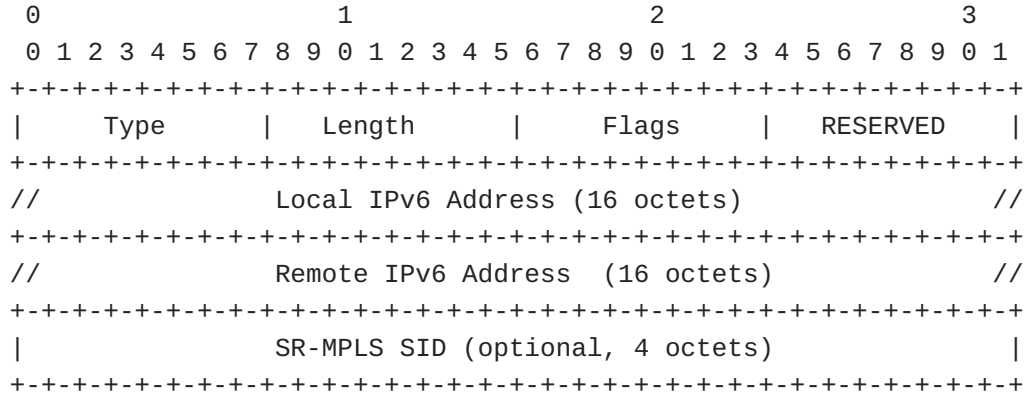 0                   1                   2                   3
 0 1 2 3 4 5 6 7 8 9 0 1 2 3 4 5 6 7 8 9 0 1 2 3 4 5 6 7 8 9 0 1
+-+-+-+-+-+-+-+-+-+-+-+-+-+-+-+-+-+-+-+-+-+-+-+-+-+-+-+-+-+-+-+-+
|     Type      |   Length      |     Flags     |   RESERVED    |
+-+-+-+-+-+-+-+-+-+-+-+-+-+-+-+-+-+-+-+-+-+-+-+-+-+-+-+-+-+-+-+-+
//               Local IPv6 Address (16 octets)                //
+-+-+-+-+-+-+-+-+-+-+-+-+-+-+-+-+-+-+-+-+-+-+-+-+-+-+-+-+-+-+-+-+
//               Remote IPv6 Address  (16 octets)              //
+-+-+-+-+-+-+-+-+-+-+-+-+-+-+-+-+-+-+-+-+-+-+-+-+-+-+-+-+-+-+-+-+
|                SR-MPLS SID (optional, 4 octets)               |
+-+-+-+-+-+-+-+-+-+-+-+-+-+-+-+-+-+-+-+-+-+-+-+-+-+-+-+-+-+-+-+-+